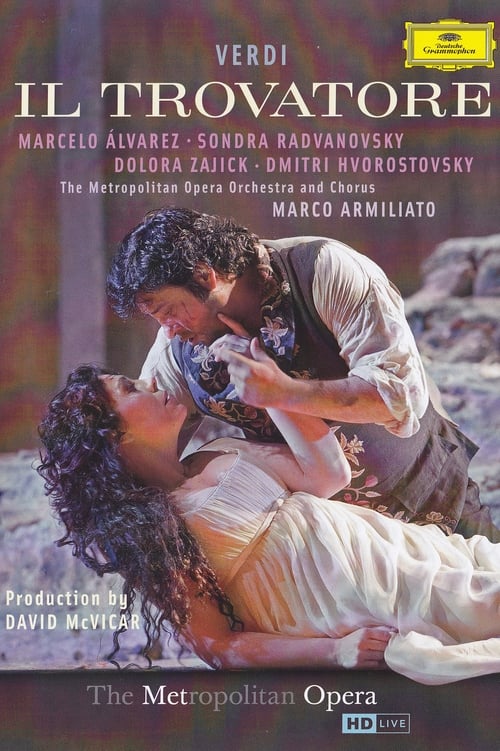 Deutsche
Grammophon
VERDI
IL TROVATORE
MARCELO ÁLVAREZ · SONDRA RADVANOVSKY
DOLORA ZAJICK · DMITRI HVOROSTOVSKY
The Metropolitan Opera Orchestra and Chorus
MARCO ARMILIATO
Production by
DAVID McVICAR
The Metropolitan Opera
HD LIVE